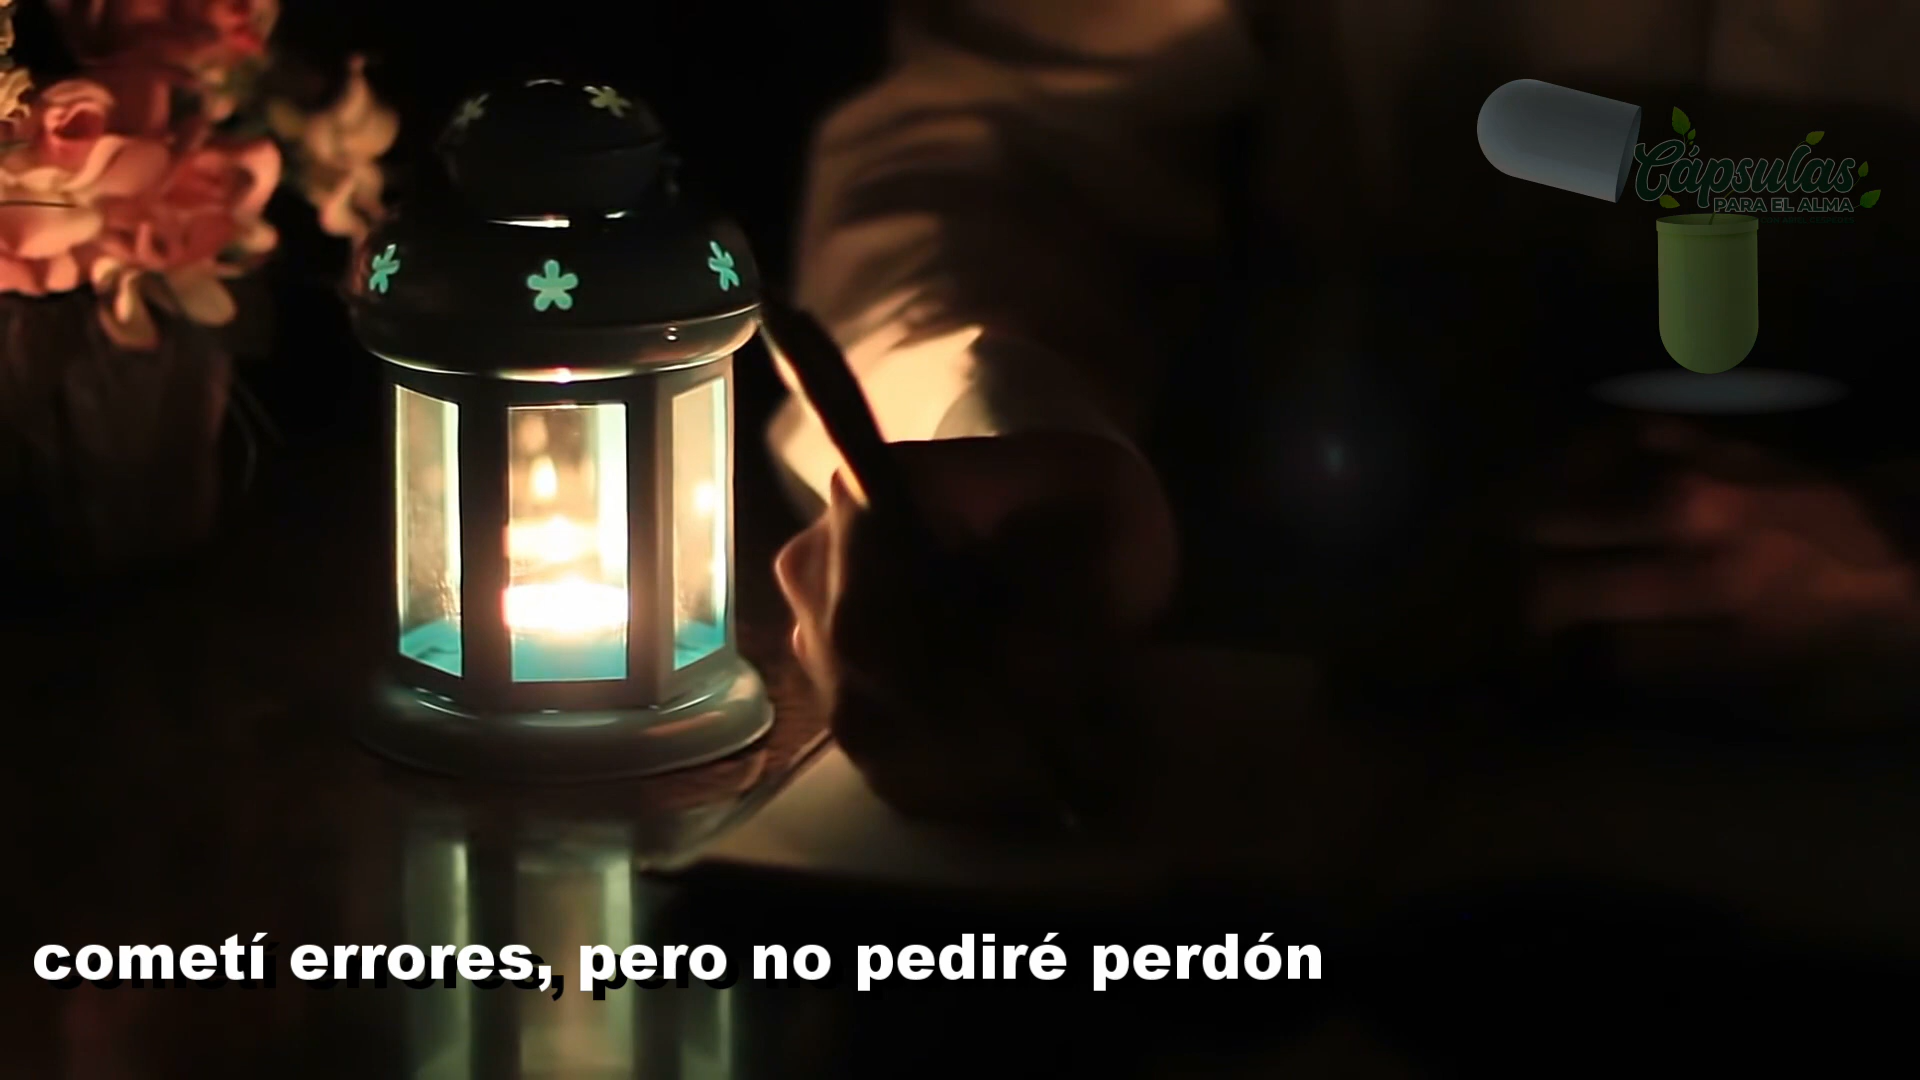 Cápsulas
PARA EL ALMA
cometí errores, pero no pediré perdón